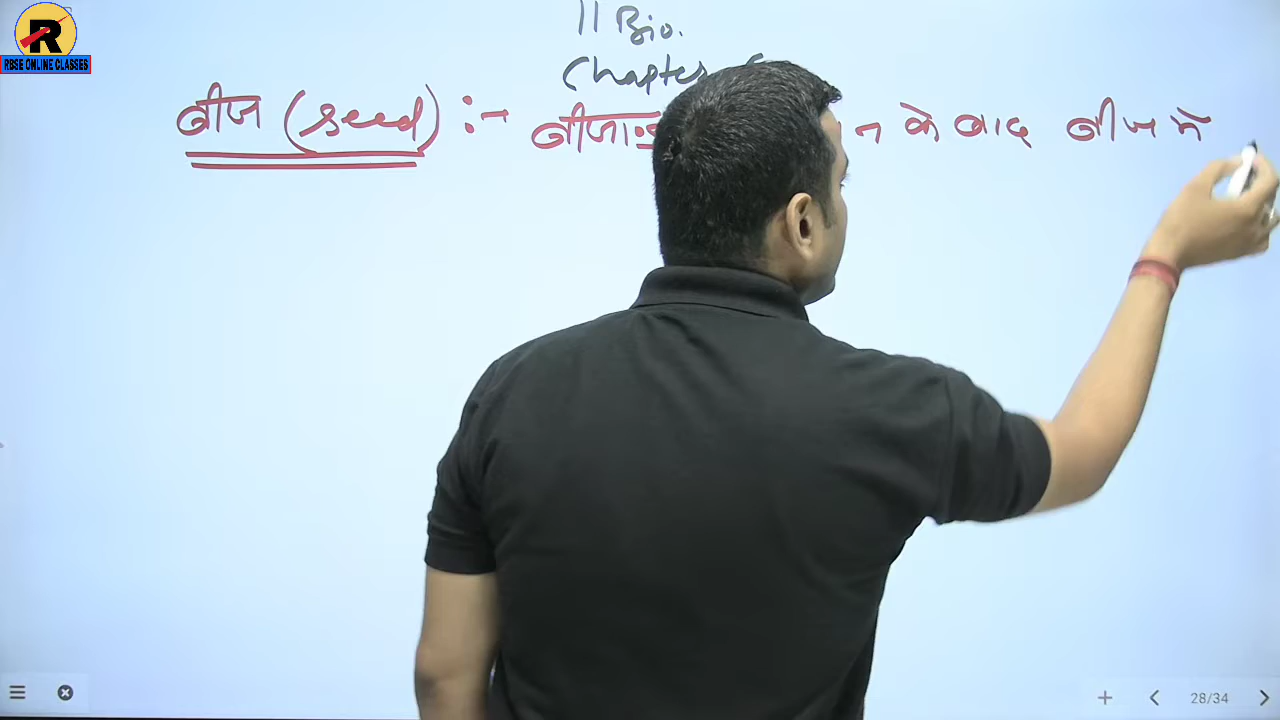 R
RBSE ONLINE CLASSES
11 Bio.
Chapter
बीज (seed) :- के बाद बीज में
28/34